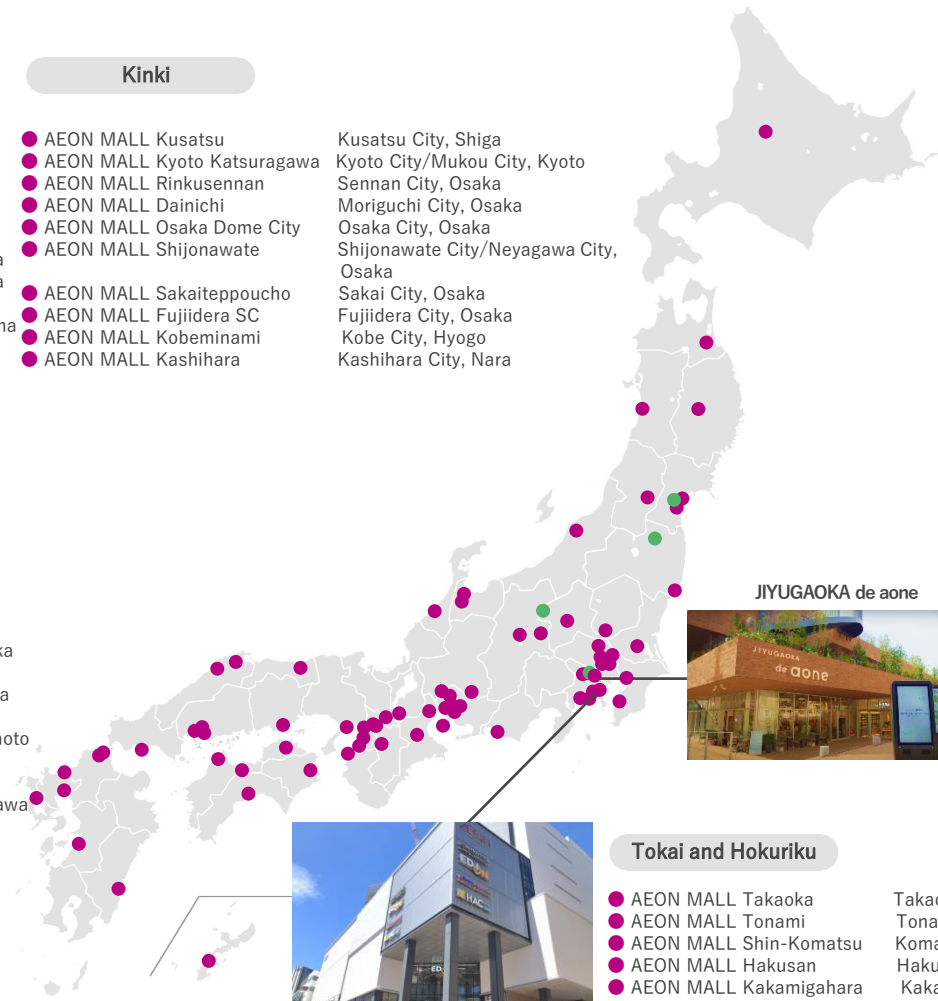 Kinki
AEON MALL Kusatsu Kusatsu City, Shiga
AEON MALL Kyoto Katsuragawa Kyoto City/Mukou City, Kyoto
AEON MALL Rinkusennan Sennan City, Osaka
AEON MALL Dainichi Moriguchi City, Osaka
AEON MALL Osaka Dome City Osaka City, Osaka
AEON MALL Shijonawate Shijonawate City/Neyagawa City,
Osaka
AEON MALL Sakaiteppoucho Sakai City, Osaka
AEON MALL Fujiidera SC Fujiidera City, Osaka
AEON MALL Kobeminami Kobe City, Hyogo
AEON MALL Kashihara Kashihara City, Nara
JIYUGAOKA de aone
JIYUGAOKA
de aone
Tokai and Hokuriku
AEON MALL Takaoka
AEON MALL Tonami
AEON MALL Shin-Komatsu
AEON MALL Hakusan
AEON MALL Kakamigahara